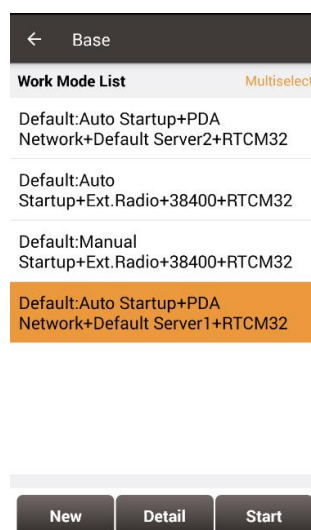 Base
Work Mode List Multiselect
Default:Auto Startup+PDA
Network+Default Server2+RTCM32
Default:Auto
Startup+Ext.Radio+38400+RTCM32
Default:Manual
Startup+Ext.Radio+38400+RTCM32
Default:Auto Startup+PDA
Network+Default Server1+RTCM32
New Detail Start